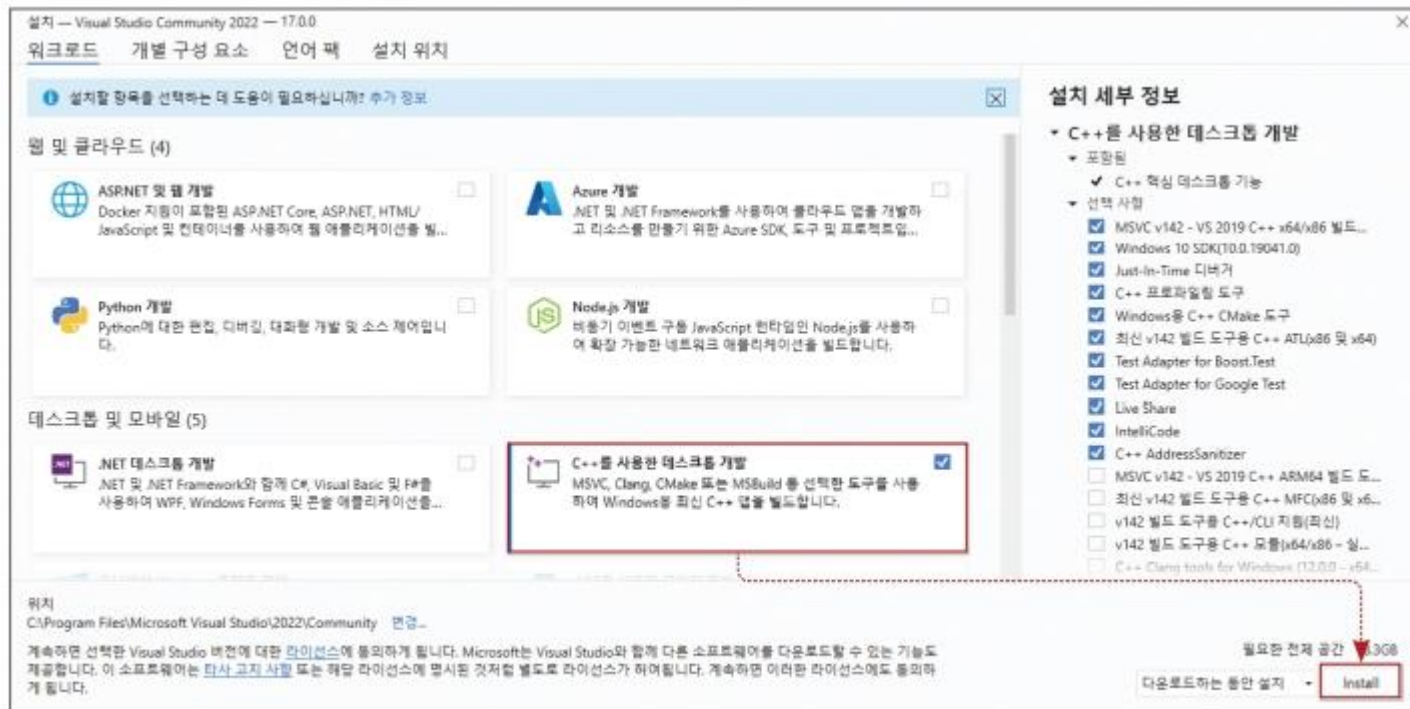 설치 — Visual Studio Community 2022 — 17.0.0
워크로드 개별 구성 요소 언어 팩 설치 위치
설치할 항목을 선택하는 데 도움이 필요하십니까? 추가 정보
웹 및 클라우드 (4)
ASP.NET 및 웹 개발
Docker 지원이 포함된 ASP.NET Core, ASP.NET, HTML/
JavaScript 및 컨테이너를 사용하여 웹 애플리케이션을 빌...
Azure 개발
.NET 및 .NET Framework를 사용하여 클라우드 앱을 개발하
고 리소스를 만들기 위한 Azure SDK, 도구 및 프로젝트입...
Python 개발
Python에 대한 편집, 디버깅, 대화형 개발 및 소스 제어입니
다.
Node.js 개발
비동기 이벤트 구동 JavaScript 런타임인 Node.js를 사용하
여 확장 가능한 네트워크 애플리케이션을 빌드합니다.
데스크톱 및 모바일 (5)
.NET 데스크톱 개발
.NET 및 .NET Framework와 함께 C#, Visual Basic 및 F#을
사용하여 WPF, Windows Forms 및 콘솔 애플리케이션을...
C++를 사용한 데스크톱 개발
MSVC, Clang, CMake 또는 MSBuild 등 선택한 도구를 사용
하여 Windows용 최신 C++ 앱을 빌드합니다.
설치 세부 정보
C++를 사용한 데스크톱 개발
포함됨
C++ 핵심 데스크톱 기능
선택 사항
MSVC v142 - VS 2019 C++ x64/x86 빌드...
Windows 10 SDK(10.0.19041.0)
Just-In-Time 디버거
C++ 프로파일링 도구
Windows용 C++ CMake 도구
최신 v142 빌드 도구용 C++ ATL(x86 및 x64)
Test Adapter for Boost.Test
Test Adapter for Google Test
Live Share
IntelliCode
C++ AddressSanitizer
MSVC v142 - VS 2019 C++ ARM64 빌드 도...
최신 v142 빌드 도구용 C++ MFC(x86 및 x6...
v142 빌드 도구용 C++/CLI 지원(최신)
v142 빌드 도구용 C++ 모듈(x64/x86 – 실...
C++ Clang tools for Windows (12.0.0 - x64...
위치
C:\Program Files\Microsoft Visual Studio\2022\Community 변경...
계속하면 선택한 Visual Studio 버전에 대한 라이선스에 동의하게 됩니다. Microsoft는 Visual Studio와 함께 다른 소프트웨어를 다운로드할 수 있는 기능도
제공합니다. 이 소프트웨어는 타사 고지 사항 또는 해당 라이선스에 명시된 것처럼 별도로 라이선스가 허여됩니다. 계속하면 이러한 라이선스에도 동의하
게 됩니다.
필요한 전체 공간
다운로드하는 동안 설치 Install